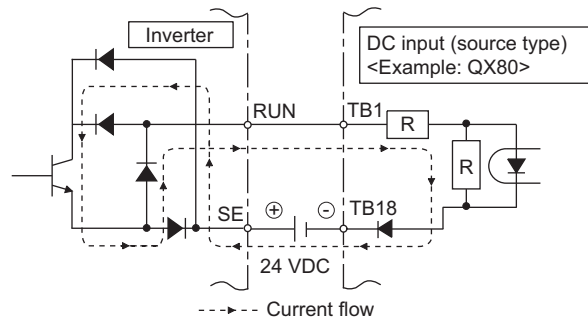 Inverter
DC input (source type)
<Example: QX80>
RUN
TB1
R
R
SE
+
-
TB18
24 VDC
Current flow